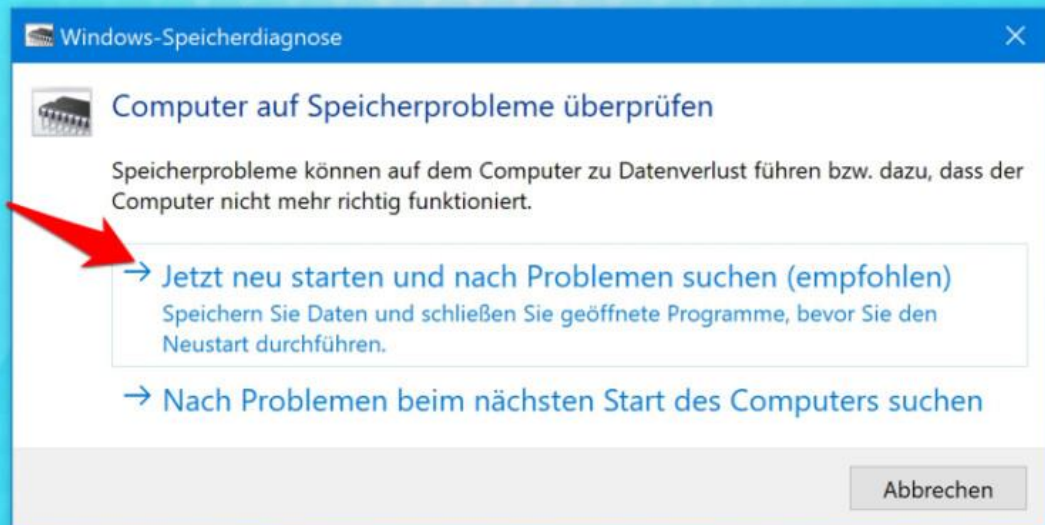 Windows-Speicherdiagnose
Computer auf Speicherprobleme überprüfen
Speicherprobleme können auf dem Computer zu Datenverlust führen bzw. dazu, dass der
Computer nicht mehr richtig funktioniert.
→ Jetzt neu starten und nach Problemen suchen (empfohlen)
Speichern Sie Daten und schließen Sie geöffnete Programme, bevor Sie den
Neustart durchführen.
→ Nach Problemen beim nächsten Start des Computers suchen
Abbrechen